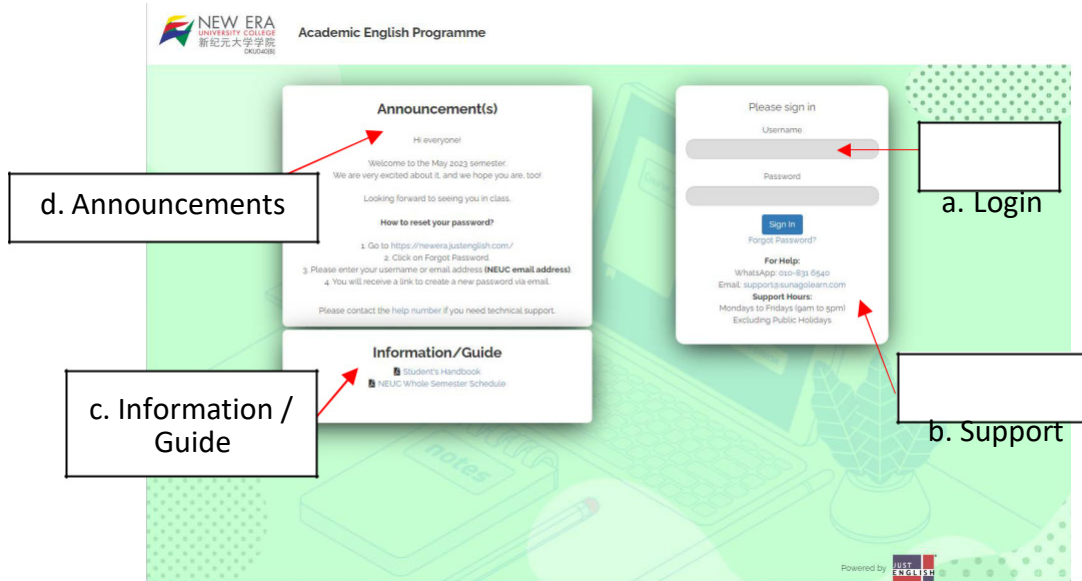 NEW ERA
UNIVERSITY COLLEGE
新纪元大学学院
DKU040(B)
Academic English Programme
Announcement(s)
Hi everyone!
Welcome to the May 2023 semester.
We are very excited about it, and we hope you are, too!
Looking forward to seeing you in class.
How to reset your password?
1. Go to https://newera.justenglish.com/
2. Click on Forgot Password.
3. Please enter your username or email address (NEUC email address).
4. You will receive a link to create a new password via email.
Please contact the help number if you need technical support.
Information/Guide
Student's Handbook
NEUC Whole Semester Schedule
Please sign in
Username
Password
Sign In
Forgot Password?
For Help:
WhatsApp: 010-831 6540
Email: support@sunagolearn.com
Support Hours:
Mondays to Fridays (9am to 5pm)
Excluding Public Holidays
a. Login
b. Support
c. Information /
Guide
d. Announcements
notes
Powered by
JUST
ENGLISH